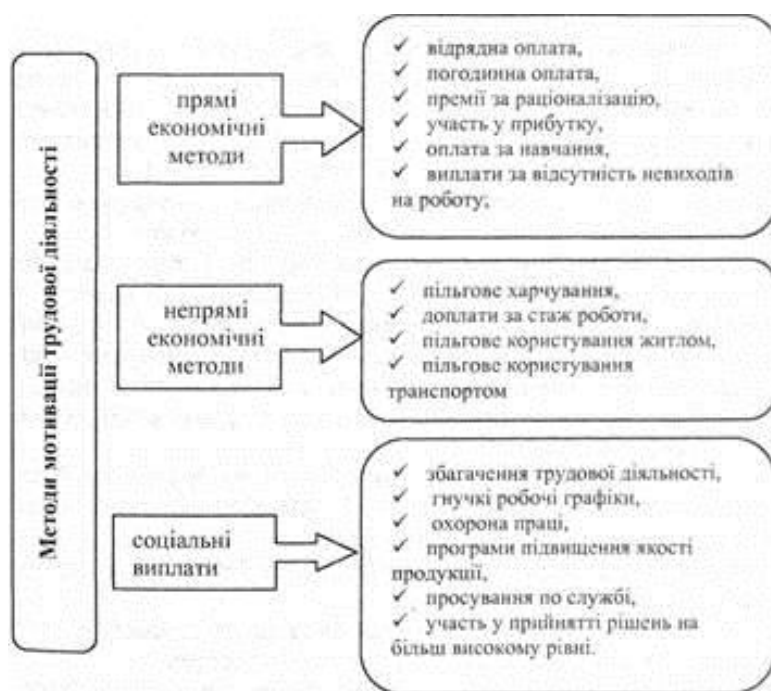 Методи мотивації трудової діяльності
прямі
економічні
методи
✓ відрядна оплата,
✓ погодинна оплата,
✓ премії за раціоналізацію,
✓ участь у прибутку,
✓ оплата за навчання,
✓ виплати за відсутність невиходів
на роботу;
непрямі
економічні
методи
✓ пільгове харчування,
✓ доплати за стаж роботи,
✓ пільгове користування житлом,
✓ пільгове користування
транспортом
соціальні
виплати
✓ збагачення трудової діяльності,
✓ гнучкі робочі графіки,
✓ охорона праці,
✓ програми підвищення якості
продукції,
✓ просування по службі,
✓ участь у прийнятті рішень на
більш високому рівні.